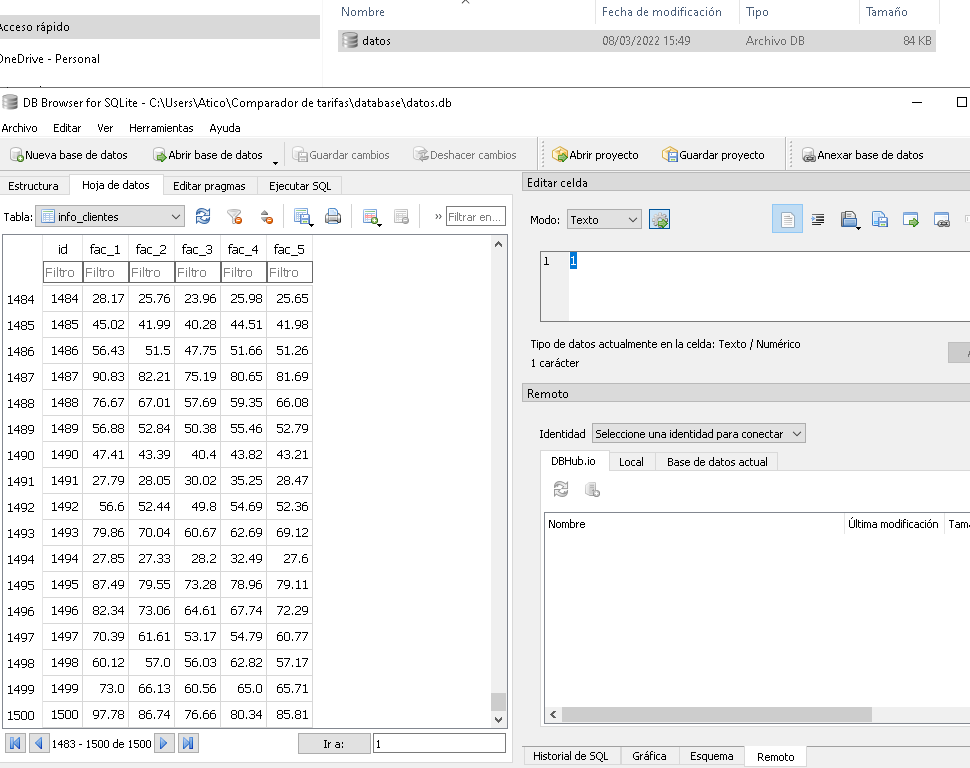 Nombre Fecha de modificación Tipo Tamaño
Acceso rápido
datos 08/03/2022 15:49 Archivo DB 84 KB
OneDrive - Personal
DB Browser for SQLite - C:\Users\Atico\Comparador de tarifas\database\datos.db
Archivo Editar Ver Herramientas Ayuda
Nueva base de datos Abrir base de datos Guardar cambios Deshacer cambios Abrir proyecto Guardar proyecto Anexar base de datos
Estructura Hoja de datos Editar pragmas Ejecutar SQL
Tabla: info_clientes » Filtrar en...
id fac_1 fac_2 fac_3 fac_4 fac_5
Filtro Filtro Filtro Filtro Filtro Filtro
1484 1484 28.17 25.76 23.96 25.98 25.65
1485 1485 45.02 41.99 40.28 44.51 41.98
1486 1486 56.43 51.5 47.75 51.66 51.26
1487 1487 90.83 82.21 75.19 80.65 81.69
1488 1488 76.67 67.01 57.69 59.35 66.08
1489 1489 56.88 52.84 50.38 55.46 52.79
1490 1490 47.41 43.39 40.4 43.82 43.21
1491 1491 27.79 28.05 30.02 35.25 28.47
1492 1492 56.6 52.44 49.8 54.69 52.36
1493 1493 79.86 70.04 60.67 62.69 69.12
1494 1494 27.85 27.33 28.2 32.49 27.6
1495 1495 87.49 79.55 73.28 78.96 79.11
1496 1496 82.34 73.06 64.61 67.74 72.29
1497 1497 70.39 61.61 53.17 54.79 60.77
1498 1498 60.12 57.0 56.03 62.82 57.17
1499 1499 73.0 66.13 60.56 65.0 65.71
1500 1500 97.78 86.74 76.66 80.34 85.81
1483 - 1500 de 1500 Ir a: 1
Editar celda
Modo: Texto
1 1
Tipo de datos actualmente en la celda: Texto / Numérico
1 carácter
Remoto
Identidad Seleccione una identidad para conectar
DBHub.io Local Base de datos actual
Nombre Última modificación Tam
Historial de SQL Gráfica Esquema Remoto